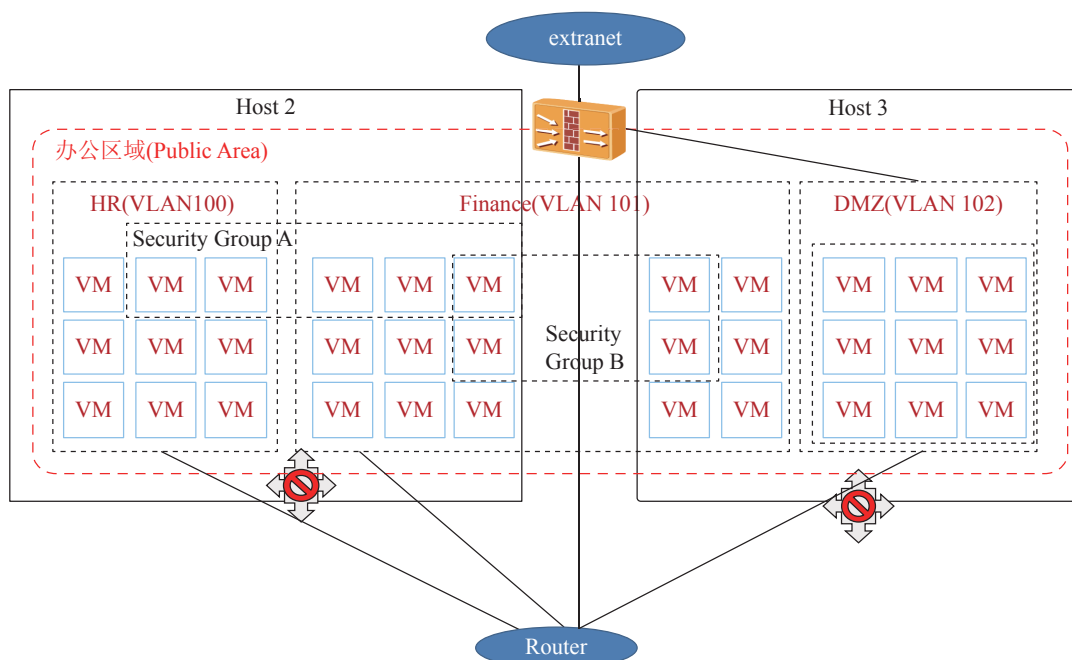 extranet
Host 2
Host 3
办公区域(Public Area)
HR(VLAN100)
Finance(VLAN 101)
DMZ(VLAN 102)
Security Group A
VM VM VM VM VM VM VM VM VM VM VM
VM VM VM VM VM VM
Security
Group B
VM VM VM VM VM
VM VM VM VM VM VM VM VM VM VM VM
Router